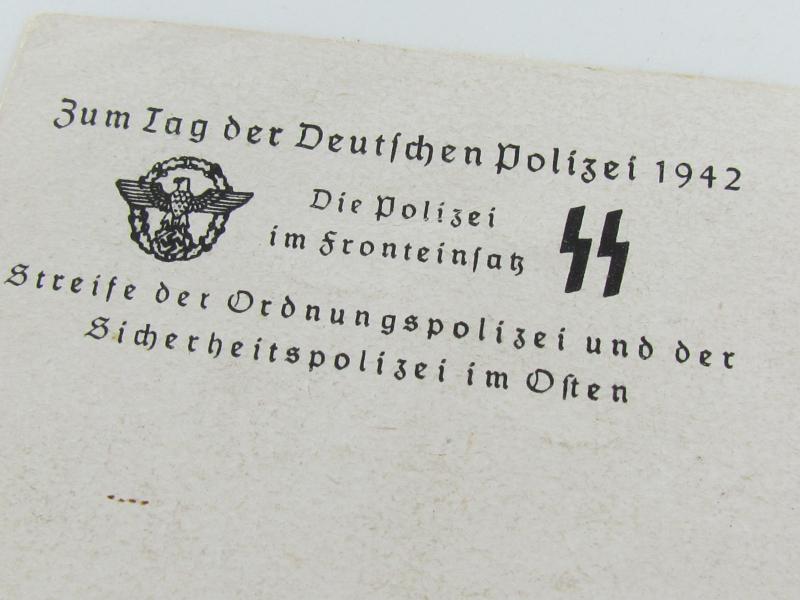 Zum Tag der Deutſchen Polizei 1942
Die Polizei
im Fronteinſatz
Streife der Ordnungspolizei und der
Sicherheitspolizei im Oſten